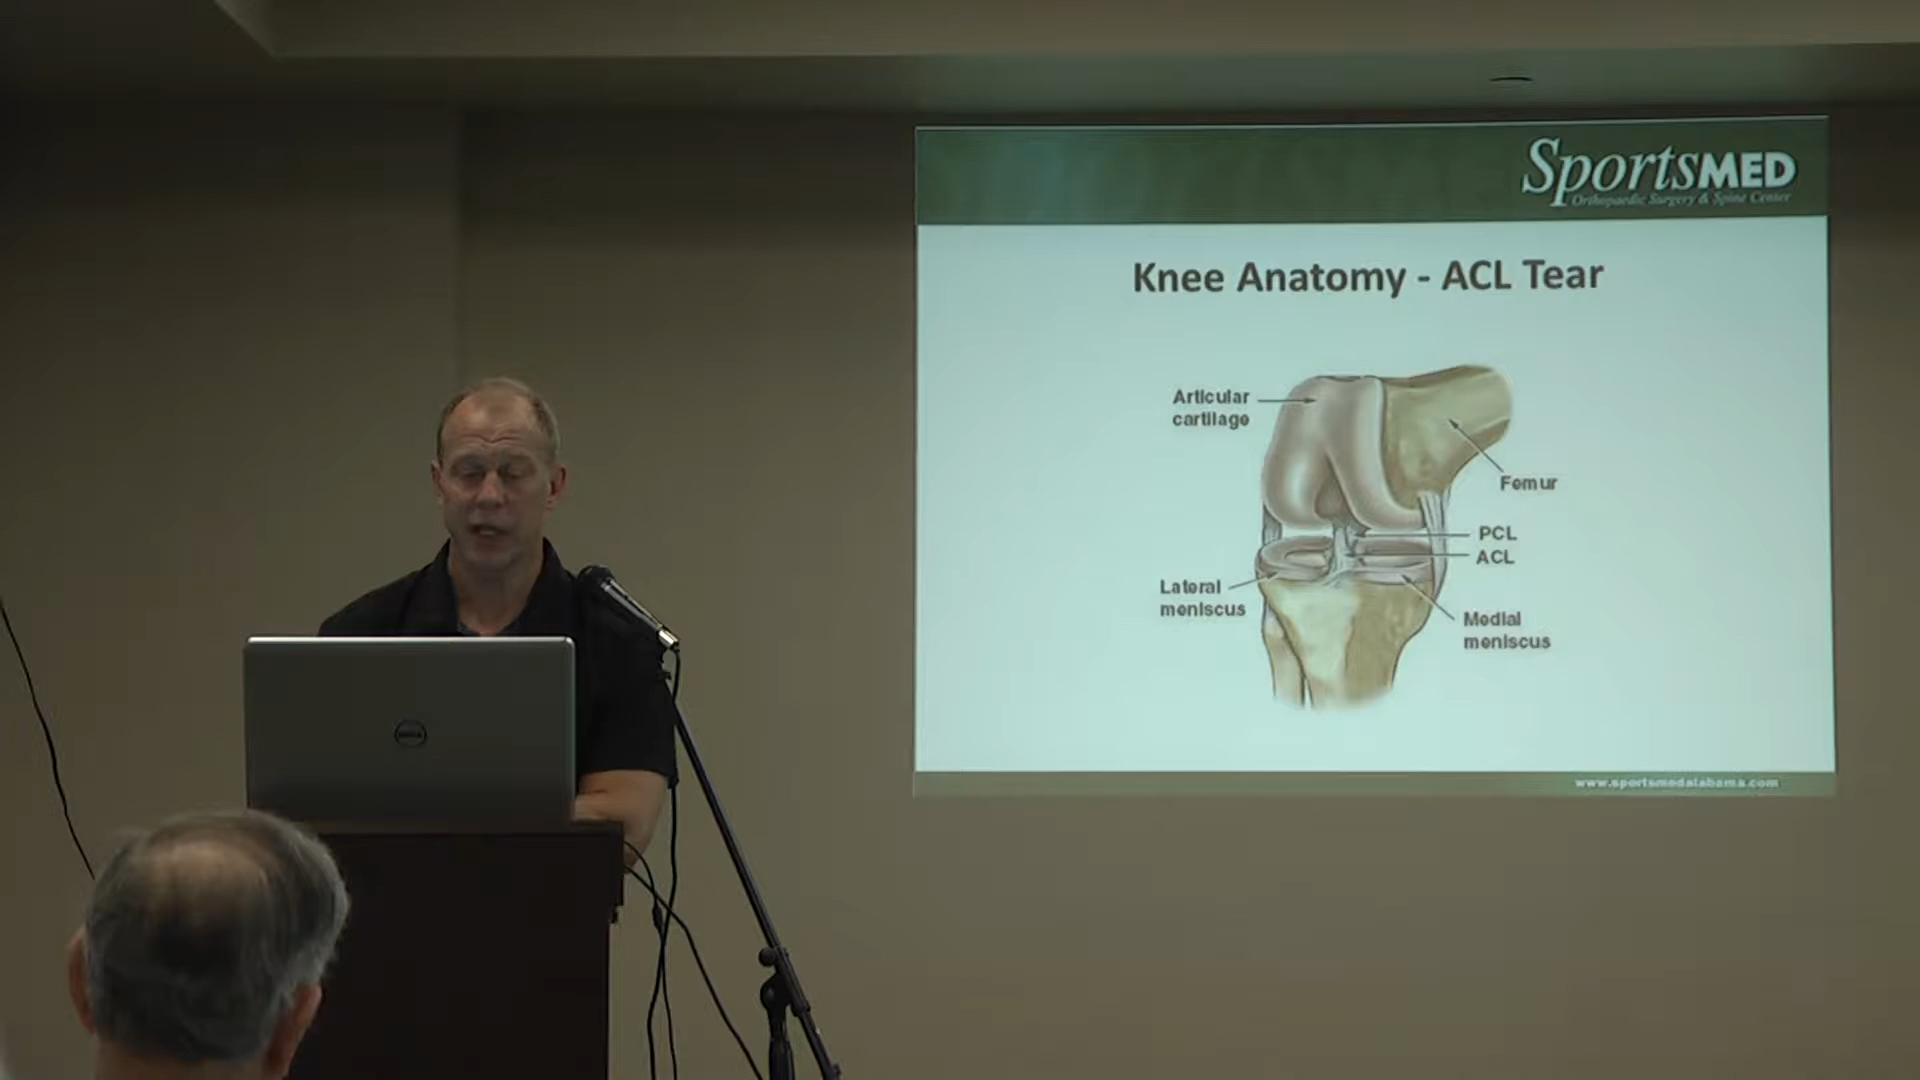 SportsMED
Orthopaedic Surgery & Spine Center
Knee Anatomy - ACL Tear
Articular
cartilage
Femur
PCL
ACL
Lateral
meniscus
Medial
meniscus
www.sportsmedalabama.com
DELL